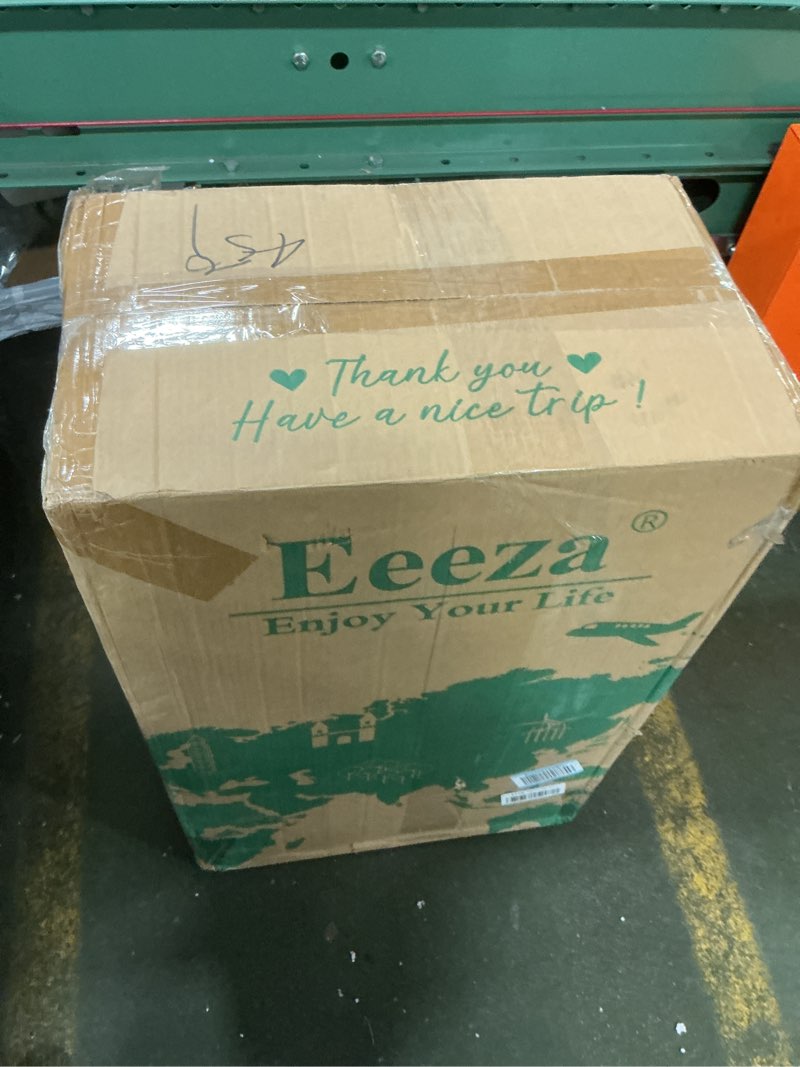 Thank you
Have a nice trip !
Eeeza ®
Enjoy Your Life